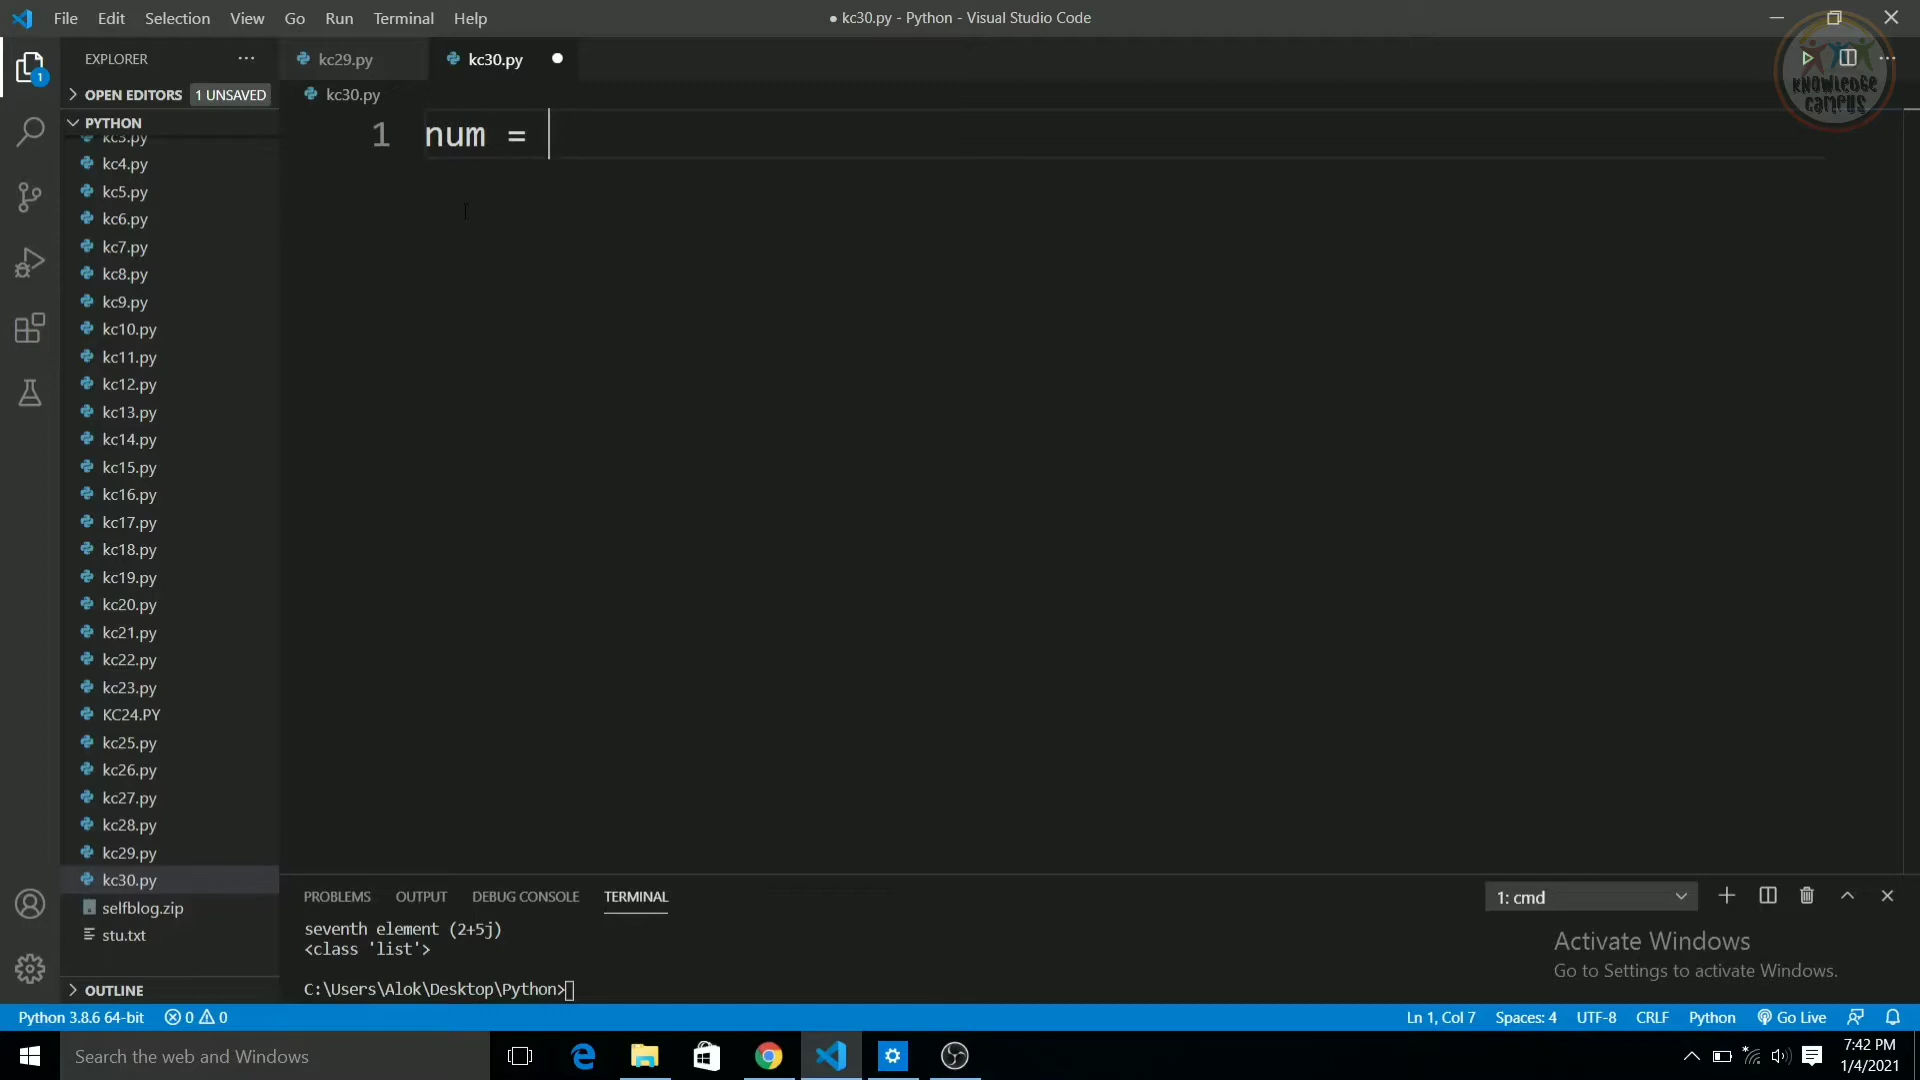 File Edit Selection View Go Run Terminal Help
● kc30.py - Python - Visual Studio Code
KNOWLEDGE CAMPUS
EXPLORER ···
kc29.py
kc30.py ●
1
OPEN EDITORS 1 UNSAVED
kc30.py
PYTHON
1 num =
kc3.py
kc4.py
kc5.py
kc6.py
kc7.py
kc8.py
kc9.py
kc10.py
kc11.py
kc12.py
kc13.py
kc14.py
kc15.py
kc16.py
kc17.py
kc18.py
kc19.py
kc20.py
kc21.py
kc22.py
kc23.py
KC24.PY
kc25.py
kc26.py
kc27.py
kc28.py
kc29.py
kc30.py
selfblog.zip
stu.txt
OUTLINE
PROBLEMS OUTPUT DEBUG CONSOLE TERMINAL
1: cmd
seventh element (2+5j)
<class 'list'>
C:\Users\Alok\Desktop\Python>
Activate Windows
Go to Settings to activate Windows.
Python 3.8.6 64-bit 0 0
Ln 1, Col 7 Spaces: 4 UTF-8 CRLF Python Go Live
Search the web and Windows
7:42 PM
1/4/2021